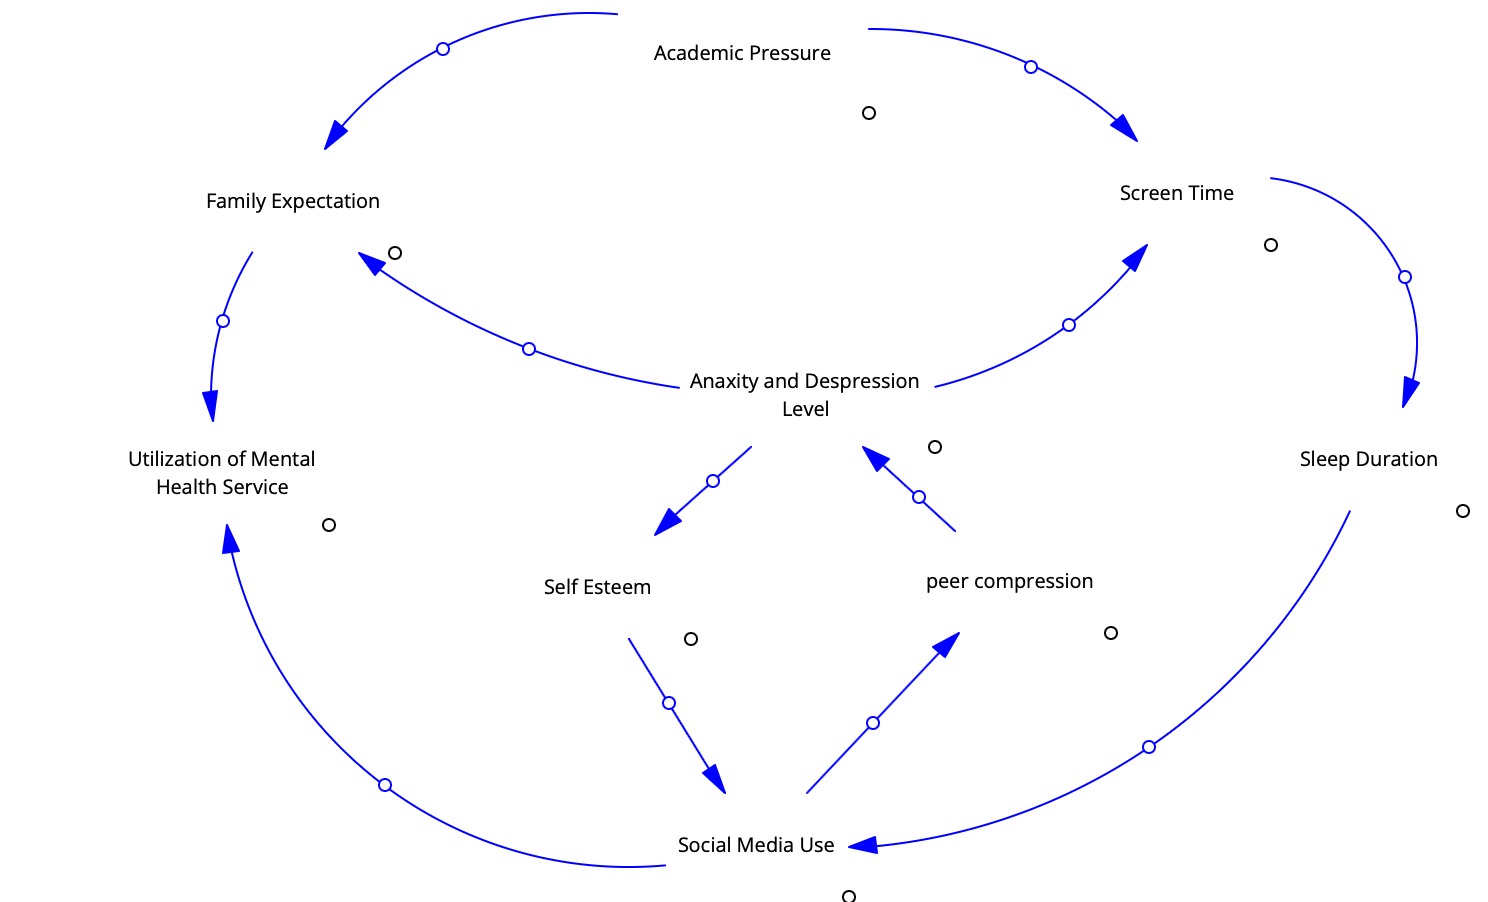 Academic Pressure
Family Expectation
Screen Time
Anaxity and Despression
Level
Utilization of Mental
Health Service
Sleep Duration
Self Esteem
peer compression
Social Media Use